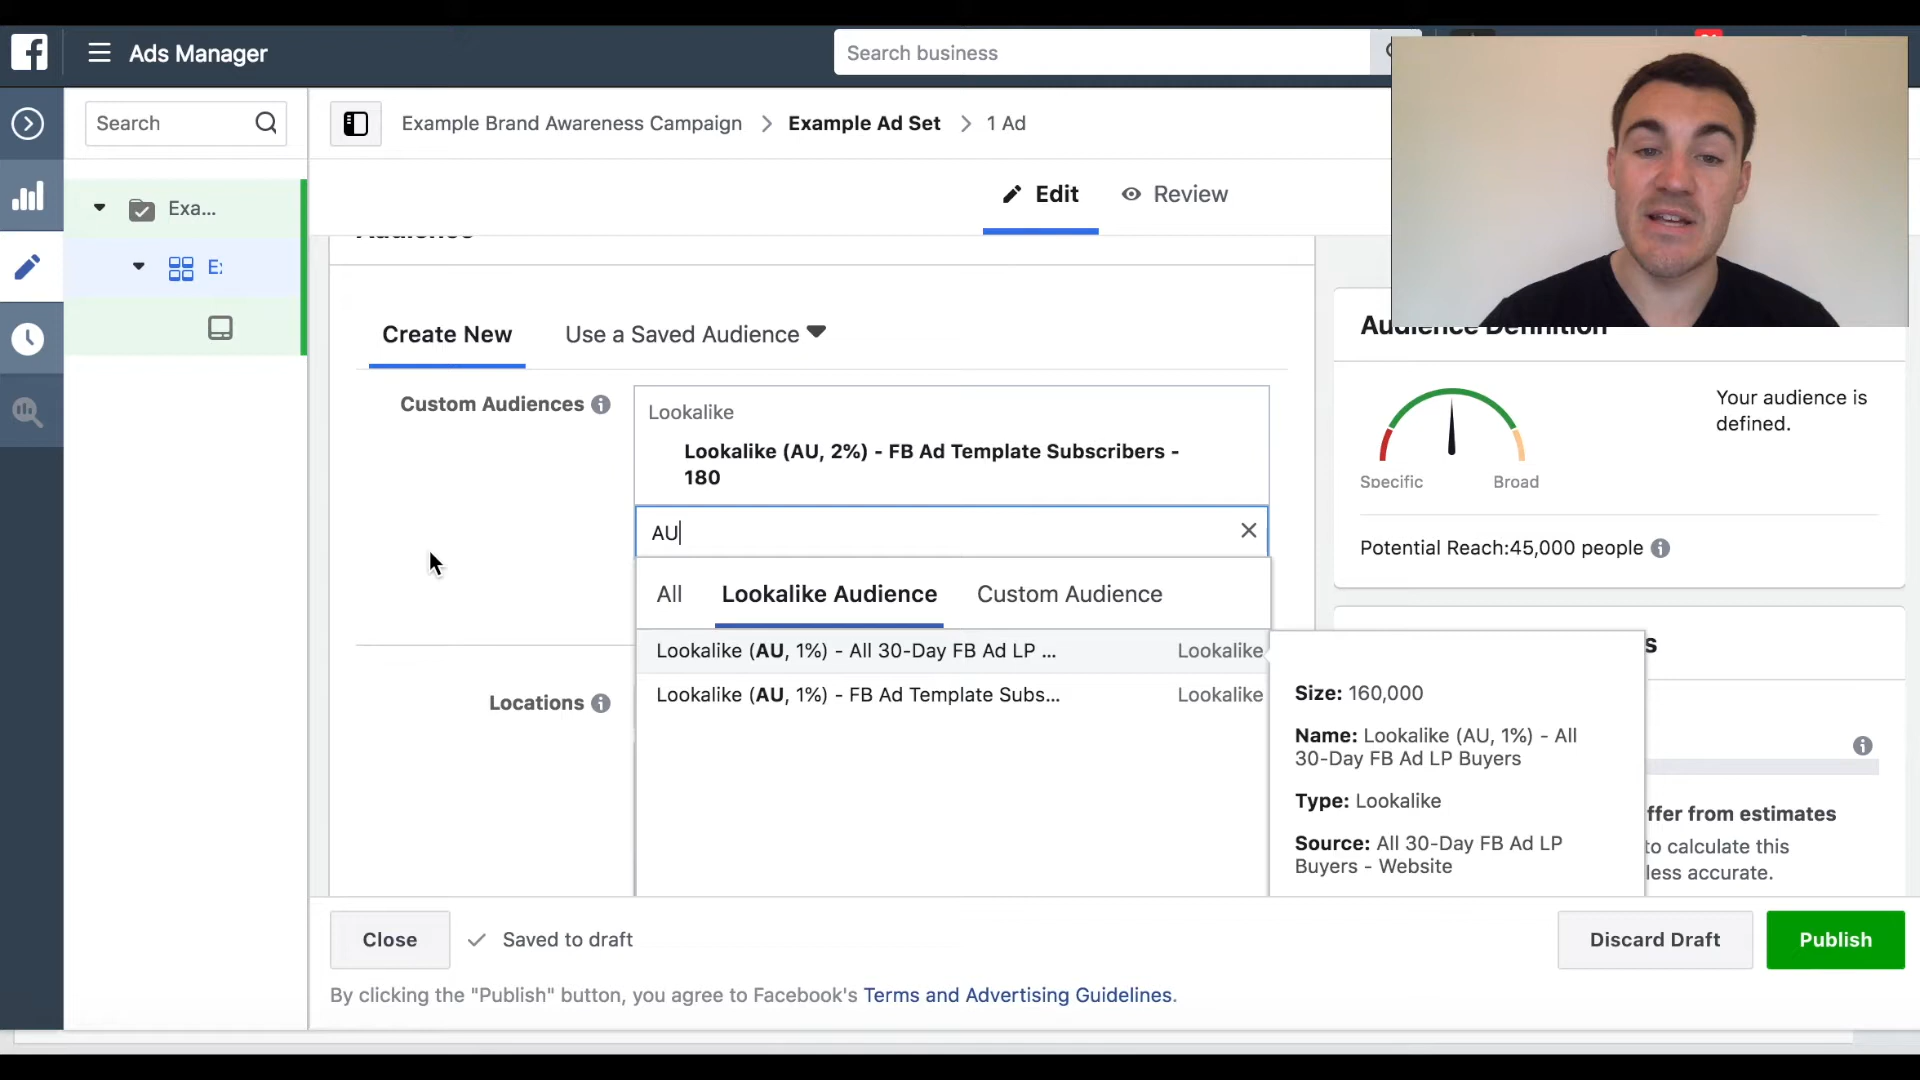 Ads Manager
Search business
Search
Example Brand Awareness Campaign > Example Ad Set > 1 Ad
Exa...
Edit
Review
Create New
Use a Saved Audience
Custom Audiences
Lookalike
Lookalike (AU, 2%) - FB Ad Template Subscribers -
180
AU
All
Lookalike Audience
Custom Audience
Lookalike (AU, 1%) - All 30-Day FB Ad LP ...
Lookalike
Lookalike (AU, 1%) - FB Ad Template Subs...
Lookalike
Locations
Size: 160,000
Name: Lookalike (AU, 1%) - All
30-Day FB Ad LP Buyers
Type: Lookalike
Source: All 30-Day FB Ad LP
Buyers - Website
Audience Definition
Your audience is
defined.
Specific
Broad
Potential Reach:45,000 people
from estimates
to calculate this
less accurate.
Close
Saved to draft
Discard Draft
Publish
By clicking the "Publish" button, you agree to Facebook's Terms and Advertising Guidelines.